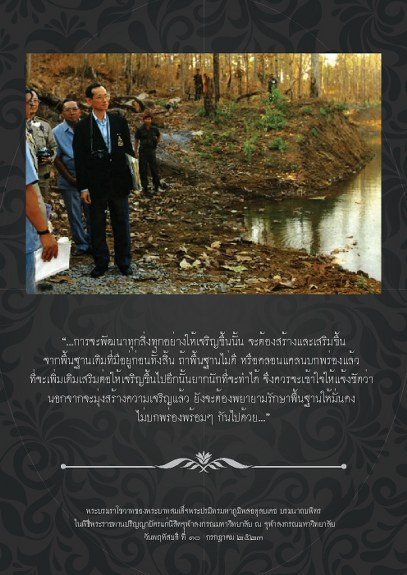 "...การจะพัฒนาทุกสิ่งทุกอย่างให้เจริญขึ้นนั้น จะต้องสร้างและเสริมขึ้น
จากพื้นฐานเดิมที่มีอยู่ก่อนทั้งสิ้น ถ้าพื้นฐานไม่ดี หรือคลอนแคลนบกพร่องแล้ว
ที่จะเพิ่มเติมเสริมต่อให้เจริญขึ้นไปอีกนั้นยากนักที่จะทำได้ จึงควรจะเข้าใจให้แจ้งชัดว่า
นอกจากจะมุ่งสร้างความเจริญแล้ว ยังจะต้องพยายามรักษาพื้นฐานให้มั่นคง
ไม่บกพร่องพร้อมๆ กันไปด้วย..."
พระบรมราโชวาทของพระบาทสมเด็จพระปรมินทรมหาภูมิพลอดุลยเดช บรมนาถบพิตร
ในพิธีพระราชทานปริญญาบัตรแก่นิสิตจุฬาลงกรณมหาวิทยาลัย ณ จุฬาลงกรณมหาวิทยาลัย
วันพฤหัสบดี ที่ ๑๐ กรกฎาคม ๒๕๒๓